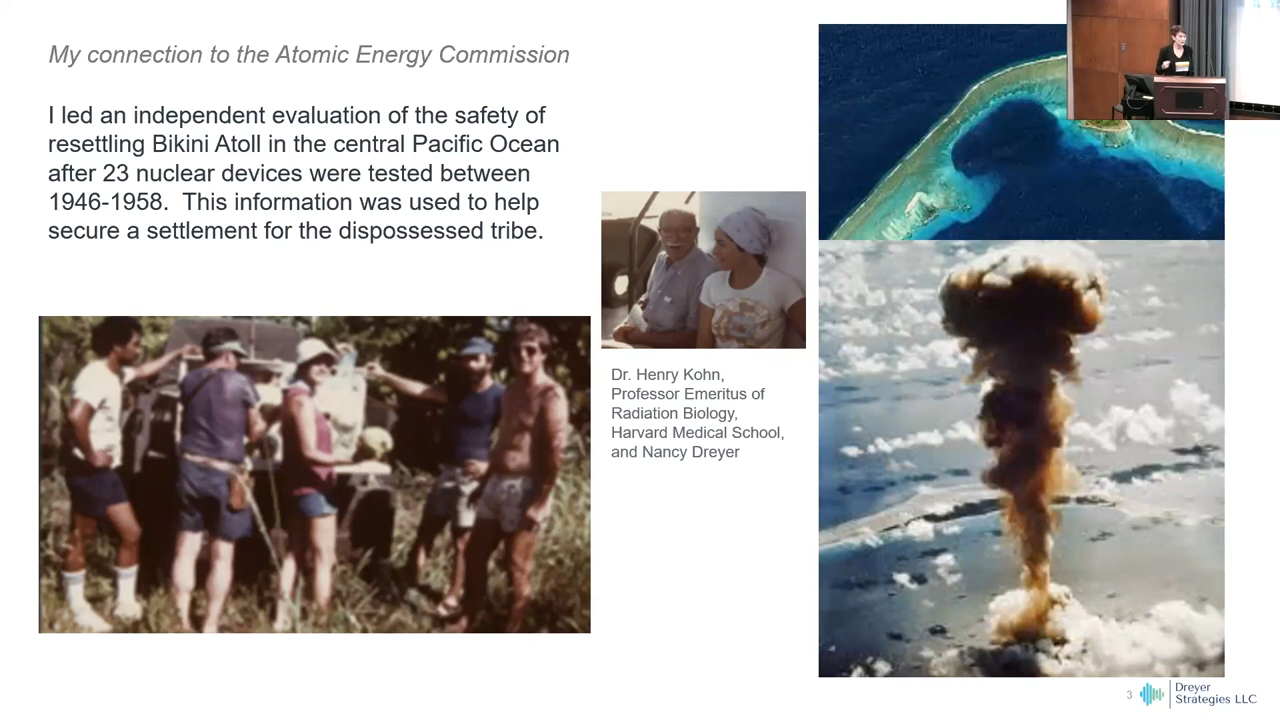 My connection to the Atomic Energy Commission
I led an independent evaluation of the safety of
resettling Bikini Atoll in the central Pacific Ocean
after 23 nuclear devices were tested between
1946-1958.  This information was used to help
secure a settlement for the dispossessed tribe.
Dr. Henry Kohn,
Professor Emeritus of
Radiation Biology,
Harvard Medical School,
and Nancy Dreyer
3
Dreyer
Strategies LLC